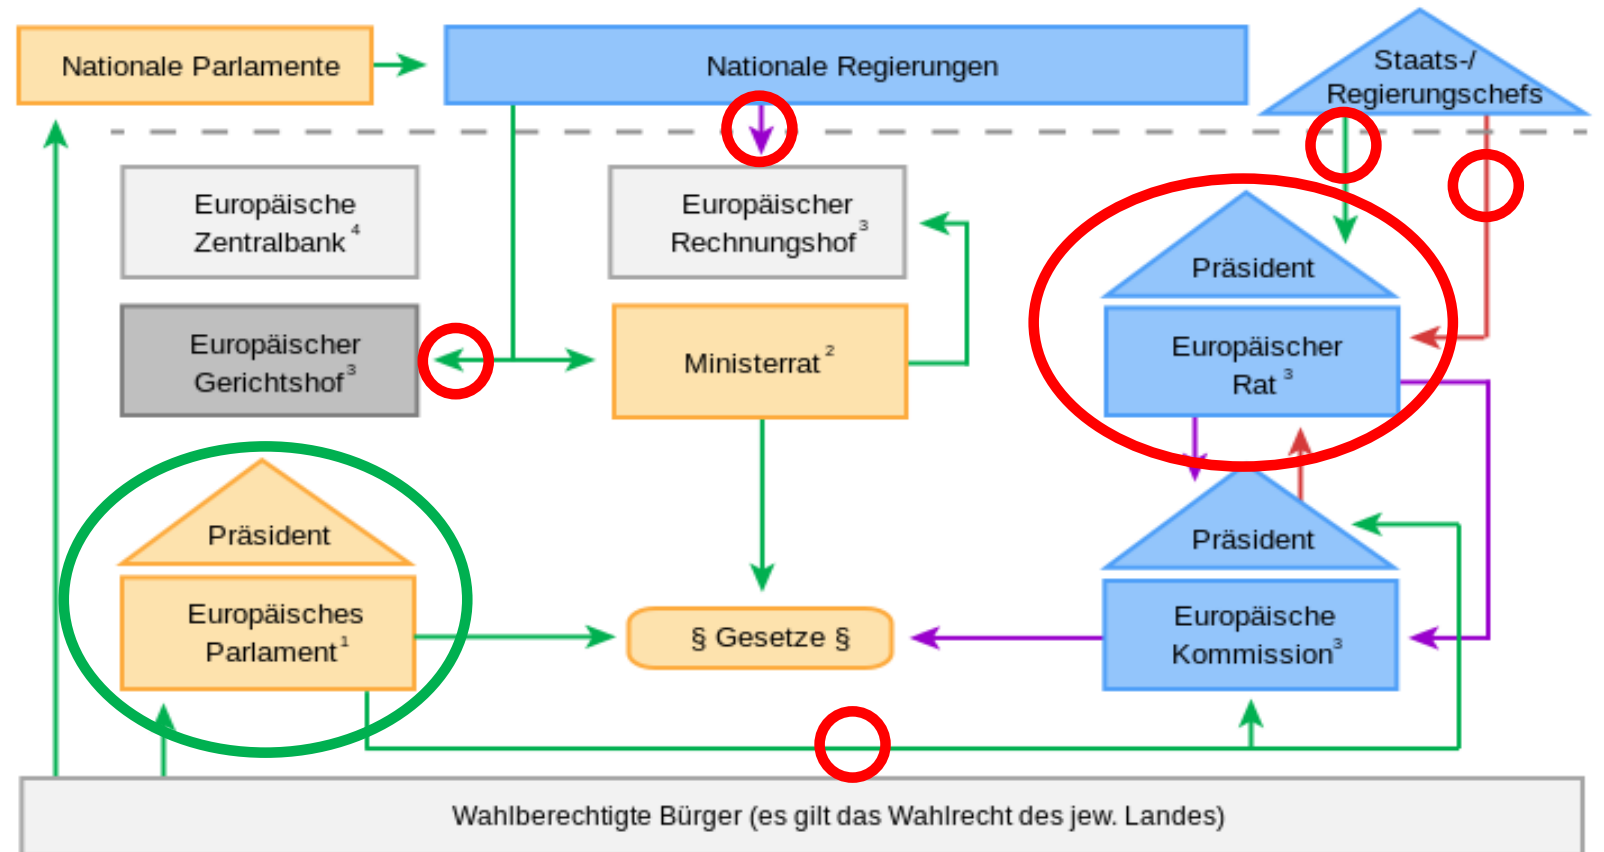 Nationale Parlamente
Nationale Regierungen
Staats-/
Regierungschefs
Europäische
Zentralbank 4
Europäischer
Rechnungshof 3
Präsident
Europäischer
Gerichtshof 3
Ministerrat 2
Europäischer
Rat 3
Präsident
Europäisches
Parlament 1
§ Gesetze §
Präsident
Europäische
Kommission 3
Wahlberechtigte Bürger (es gilt das Wahlrecht des jew. Landes)